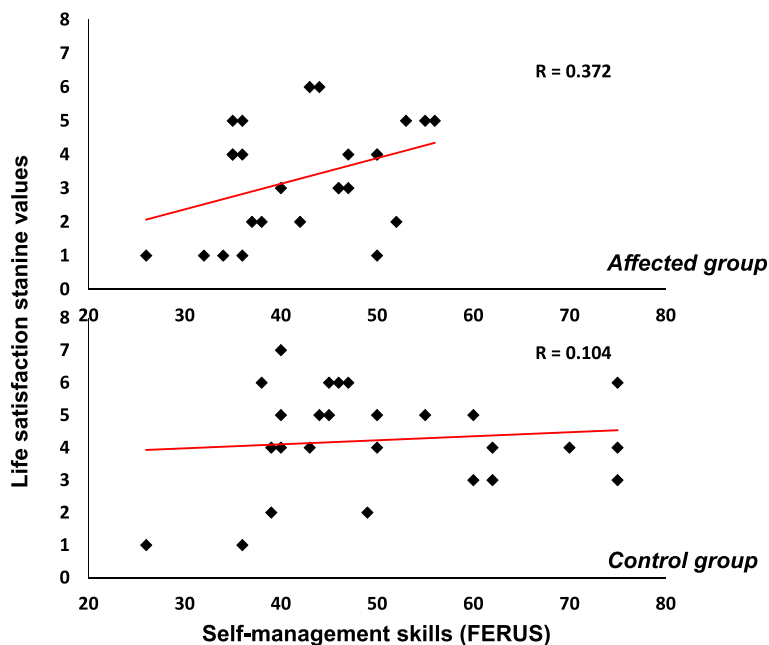 Life satisfaction stanine values
8
7
6
5
4
3
2
1
0
R = 0.372
Affected group
20 30 40 50 60 70 80
8
7
6
5
4
3
2
1
0
R = 0.104
Control group
20 30 40 50 60 70 80
Self-management skills (FERUS)